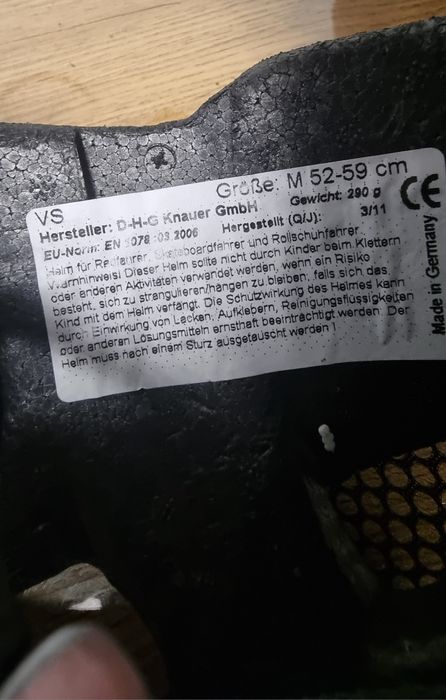 VS Größe: M 52-59 cm
Hersteller: D-H-G Knauer GmbH Gewicht: 290 g CE
EU-Norm: EN 1078 :03.2006 Hergestellt (Q/J): 3/11
Helm für Radfahrer, Skateboardfahrer und Rollschuhfahrer
Warnhinweis! Dieser Helm sollte nicht durch Kinder beim Klettern
oder anderen Aktivitäten verwendet werden, wenn ein Risiko
besteht, sich zu strangulieren/hängen zu bleiben, falls sich das
Kind mit dem Helm verfängt. Die Schutzwirkung des Helmes kann
durch Einwirkung von Lacken, Aufklebern, Reinigungsflüssigkeiten
oder anderen Lösungsmitteln ernsthaft beeinträchtigt werden. Der
Helm muss nach einem Sturz ausgetauscht werden !
Made in Germany